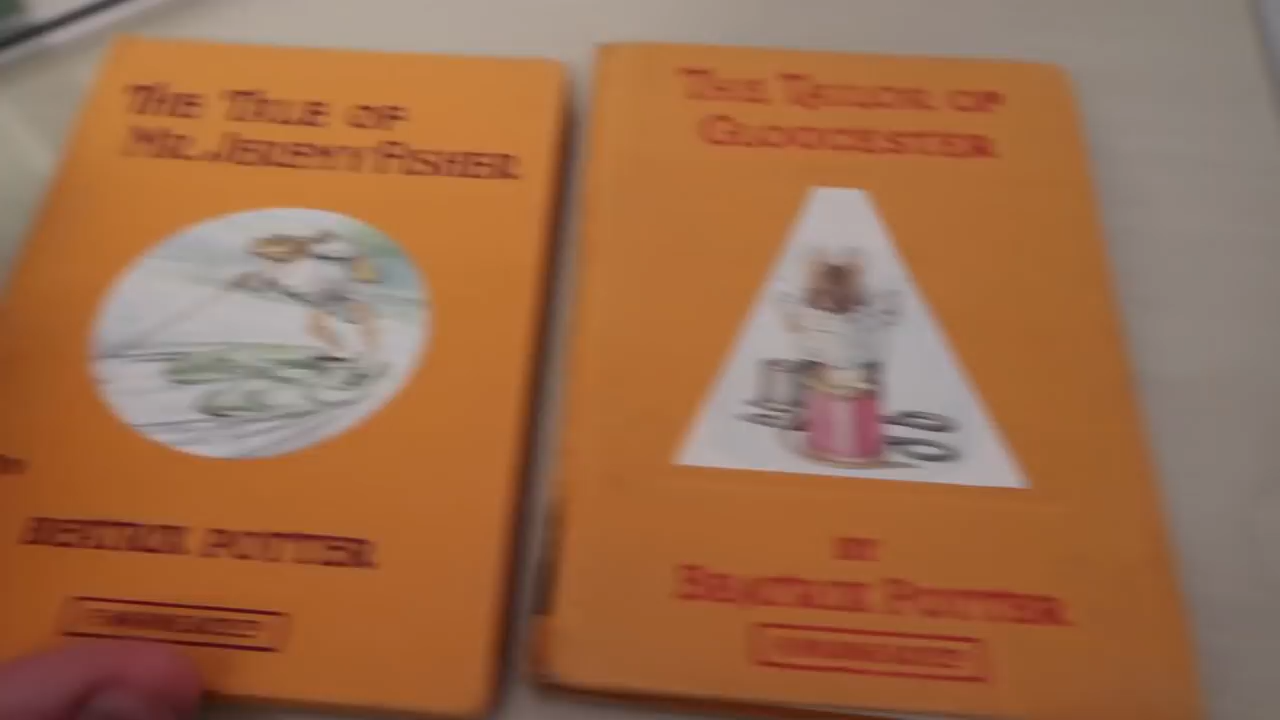 THE TALE OF
MR. JEREMY FISHER
BEATRIX POTTER
THE TAILOR OF
GLOUCESTER
BY
BEATRIX POTTER